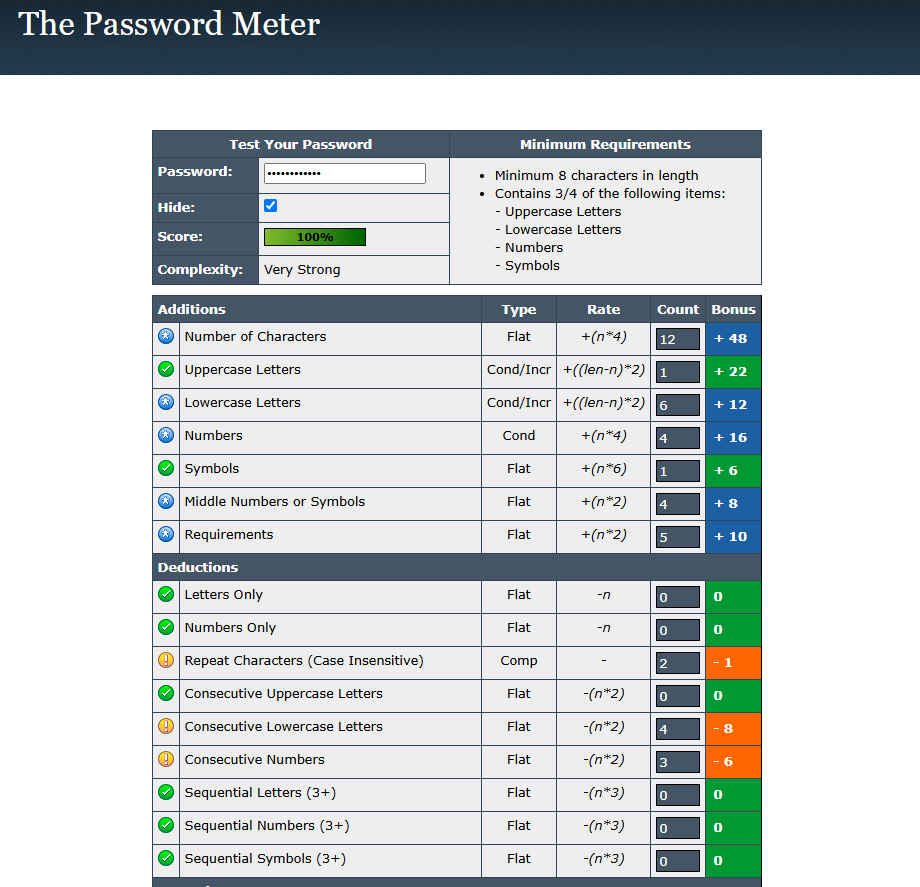 The Password Meter
Test Your Password Minimum Requirements
Password: ••••••••••••
Hide:
Score: 100%
Complexity: Very Strong
• Minimum 8 characters in length
• Contains 3/4 of the following items:
- Uppercase Letters
- Lowercase Letters
- Numbers
- Symbols
Additions Type Rate Count Bonus
Number of Characters Flat +(n*4) 12 + 48
Uppercase Letters Cond/Incr +((len-n)*2) 1 + 22
Lowercase Letters Cond/Incr +((len-n)*2) 6 + 12
Numbers Cond +(n*4) 4 + 16
Symbols Flat +(n*6) 1 + 6
Middle Numbers or Symbols Flat +(n*2) 4 + 8
Requirements Flat +(n*2) 5 + 10
Deductions
Letters Only Flat -n 0 0
Numbers Only Flat -n 0 0
Repeat Characters (Case Insensitive) Comp - 2 - 1
Consecutive Uppercase Letters Flat -(n*2) 0 0
Consecutive Lowercase Letters Flat -(n*2) 4 - 8
Consecutive Numbers Flat -(n*2) 3 - 6
Sequential Letters (3+) Flat -(n*3) 0 0
Sequential Numbers (3+) Flat -(n*3) 0 0
Sequential Symbols (3+) Flat -(n*3) 0 0